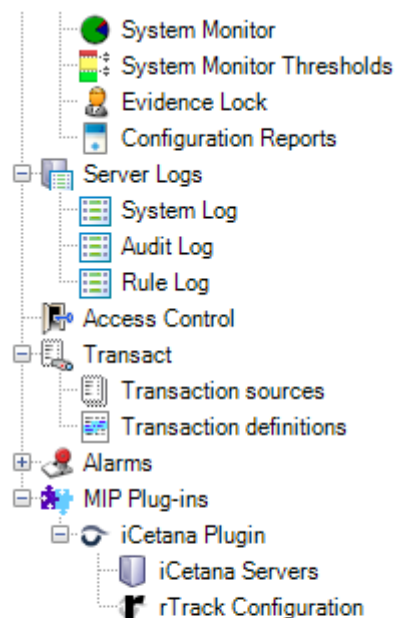 System Monitor
System Monitor Thresholds
Evidence Lock
Configuration Reports
Server Logs
System Log
Audit Log
Rule Log
Access Control
Transact
Transaction sources
Transaction definitions
Alarms
MIP Plug-ins
iCetana Plugin
iCetana Servers
rTrack Configuration